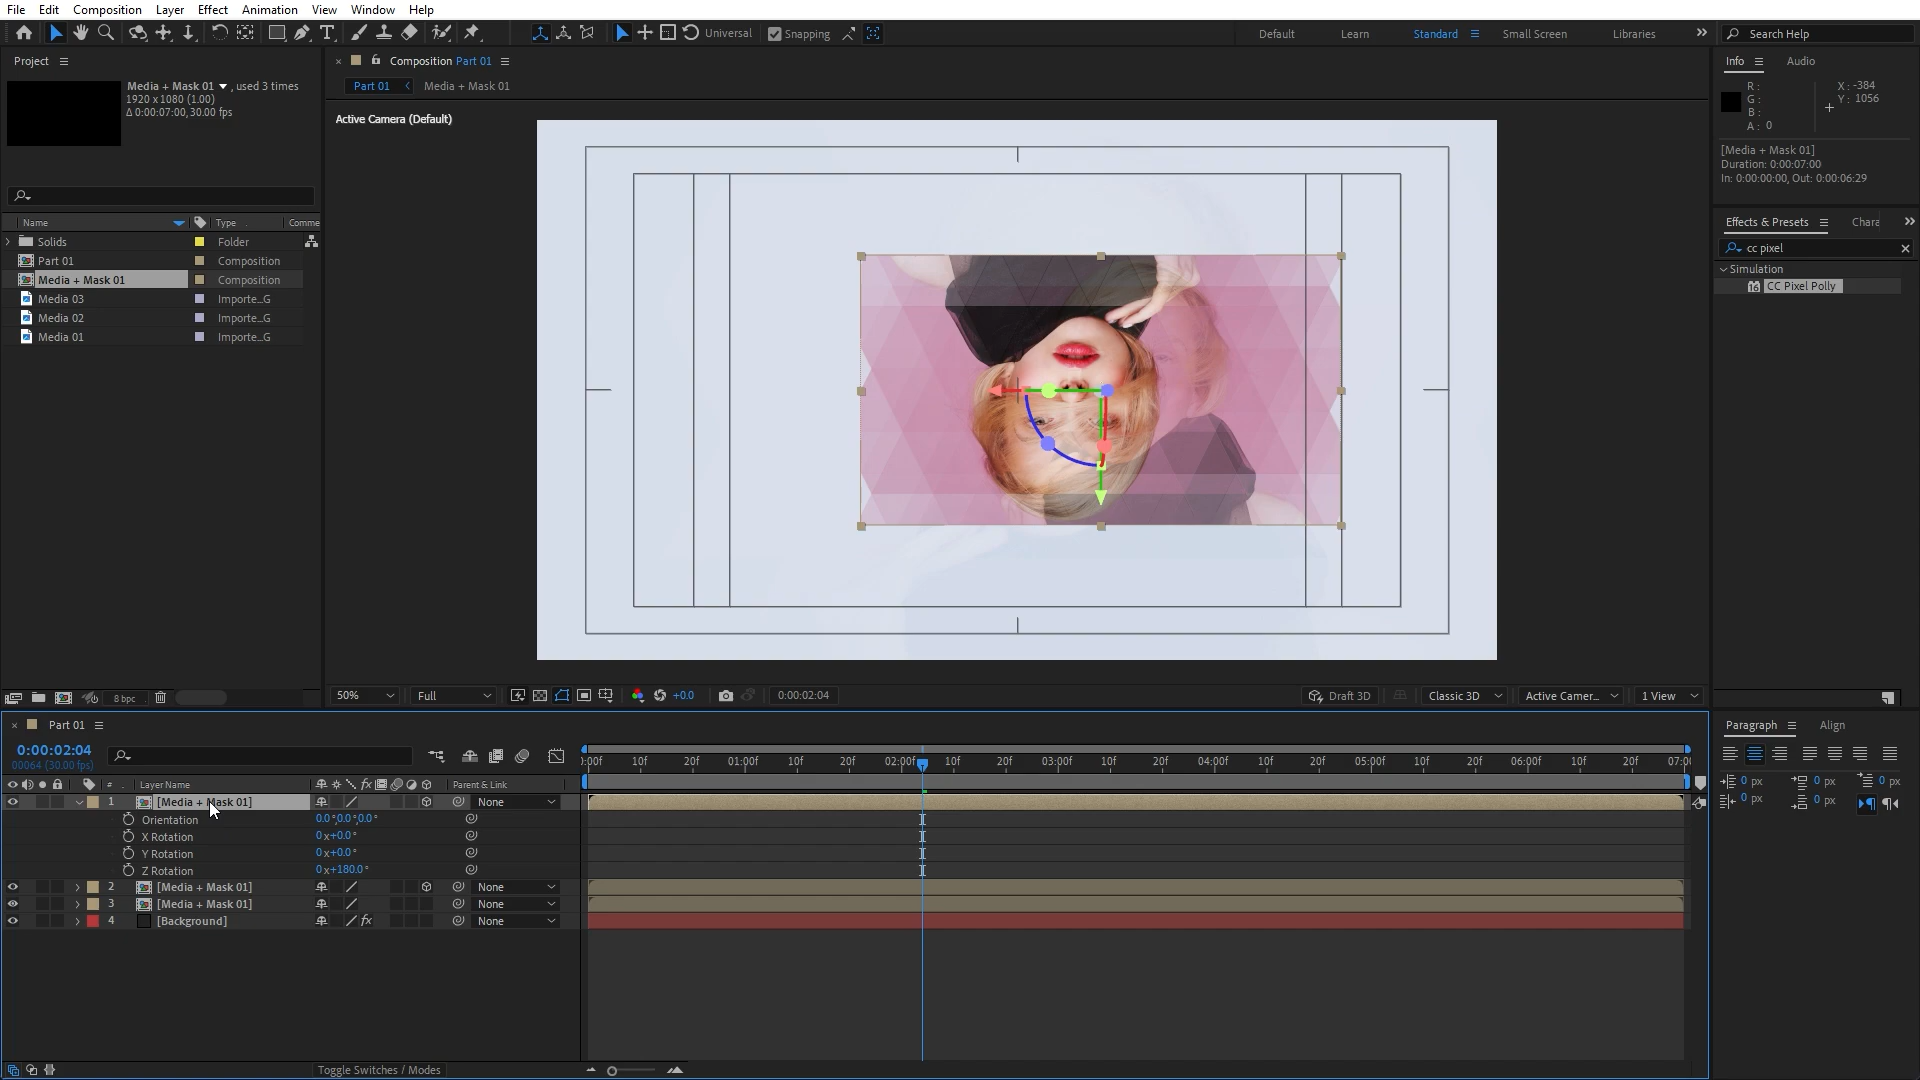 File Edit Composition Layer Effect Animation View Window Help
Universal Snapping Default Learn Standard Small Screen Libraries Search Help
Project
Media + Mask 01 , used 3 times
1920 x 1080 (1.00)
Δ 0:00:07:00, 30.00 fps
Name Type Comme
Solids Folder
Part 01 Composition
Media + Mask 01 Composition
Media 03 Importe...G
Media 02 Importe...G
Media 01 Importe...G
8 bpc
Composition Part 01
Part 01 Media + Mask 01
Active Camera (Default)
50% Full +0.0 0:00:02:04 Draft 3D Classic 3D Active Camer... 1 View
Info Audio
R : X : -384
G : Y : 1056
B :
A : 0
[Media + Mask 01]
Duration: 0:00:07:00
In: 0:00:00:00, Out: 0:00:06:29
Effects & Presets Chara
cc pixel
Simulation
CC Pixel Polly
Part 01
0:00:02:04
00064 (30.00 fps)
):00f 10f 20f 01:00f 10f 20f 02:00f 10f 20f 03:00f 10f 20f 04:00f 10f 20f 05:00f 10f 20f 06:00f 10f 20f 07:0(
# Layer Name fx Parent & Link
1 [Media + Mask 01] None
Orientation 0.0°,0.0°,0.0°
X Rotation 0x+0.0°
Y Rotation 0x+0.0°
Z Rotation 0x+180.0°
2 [Media + Mask 01] None
3 [Media + Mask 01] None
4 [Background] fx None
Toggle Switches / Modes
Paragraph Align
0 px 0 px 0 px
0 px 0 px